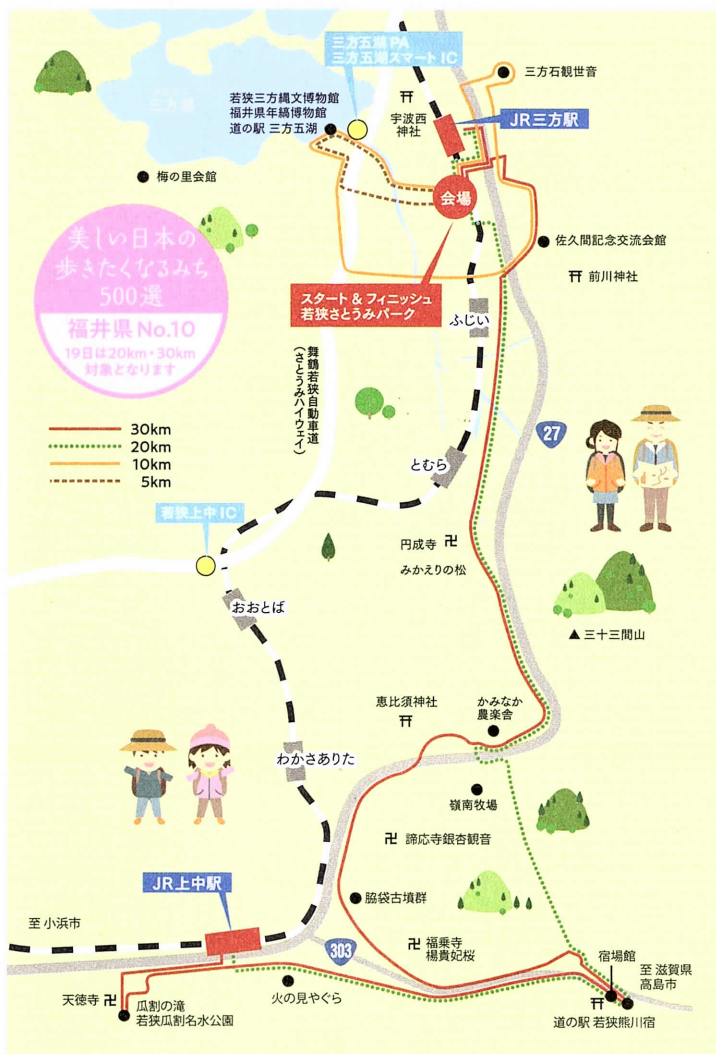 三方五湖PA
三方五湖スマートIC
三方石観世音
三方湖
若狭三方縄文博物館
福井県年縞博物館
道の駅 三方五湖
宇波西
神社
JR三方駅
梅の里会館
会場
佐久間記念交流会館
前川神社
美しい日本の
歩きたくなるみち
500選
福井県 No.10
19日は20km・30km
対象となります
スタート & フィニッシュ
若狭さとうみパーク
ふじい
舞鶴若狭自動車道
(さとうみハイウェイ)
30km
20km
10km
5km
27
とむら
若狭上中IC
円成寺
みかえりの松
おおとば
三十三間山
恵比須神社
かみなか
農楽舎
わかさありた
嶺南牧場
諦応寺銀杏観音
JR上中駅
脇袋古墳群
至 小浜市
福乗寺
楊貴妃桜
303
宿場館
至 滋賀県
高島市
天徳寺
瓜割の滝
若狭瓜割名水公園
火の見やぐら
道の駅 若狭熊川宿